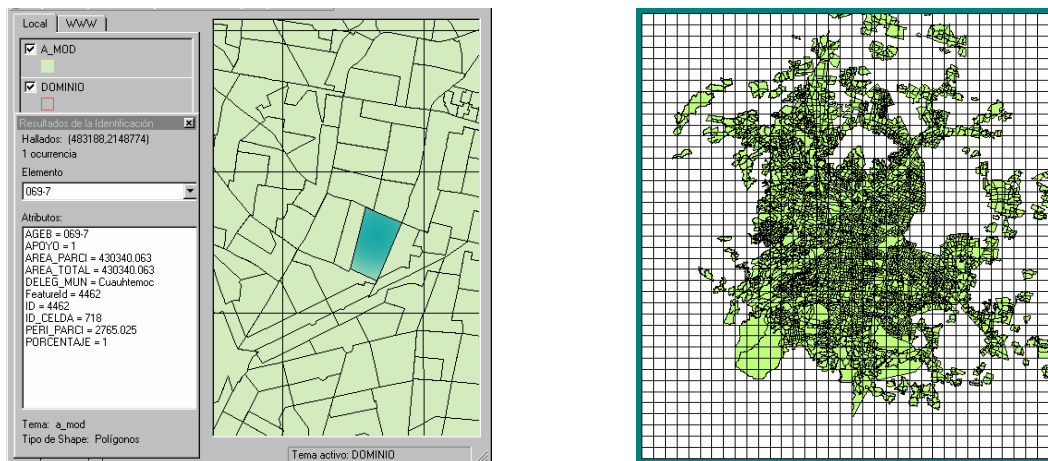 Local
WWW
A_MOD
DOMINIO
Resultados de la Identificación
Hallados: (483188,2148774)
1 ocurrencia
Elemento
069-7
Atributos:
AGEB = 069-7
APOYO = 1
AREA_PARCI = 430340.063
AREA_TOTAL = 430340.063
DELEG_MUN = Cuauhtemoc
FeatureId = 4462
ID = 4462
ID_CELDA = 718
PERI_PARCI = 2765.025
PORCENTAJE = 1
Tema: a_mod
Tipo de Shape: Polígonos
Tema activo: DOMINIO